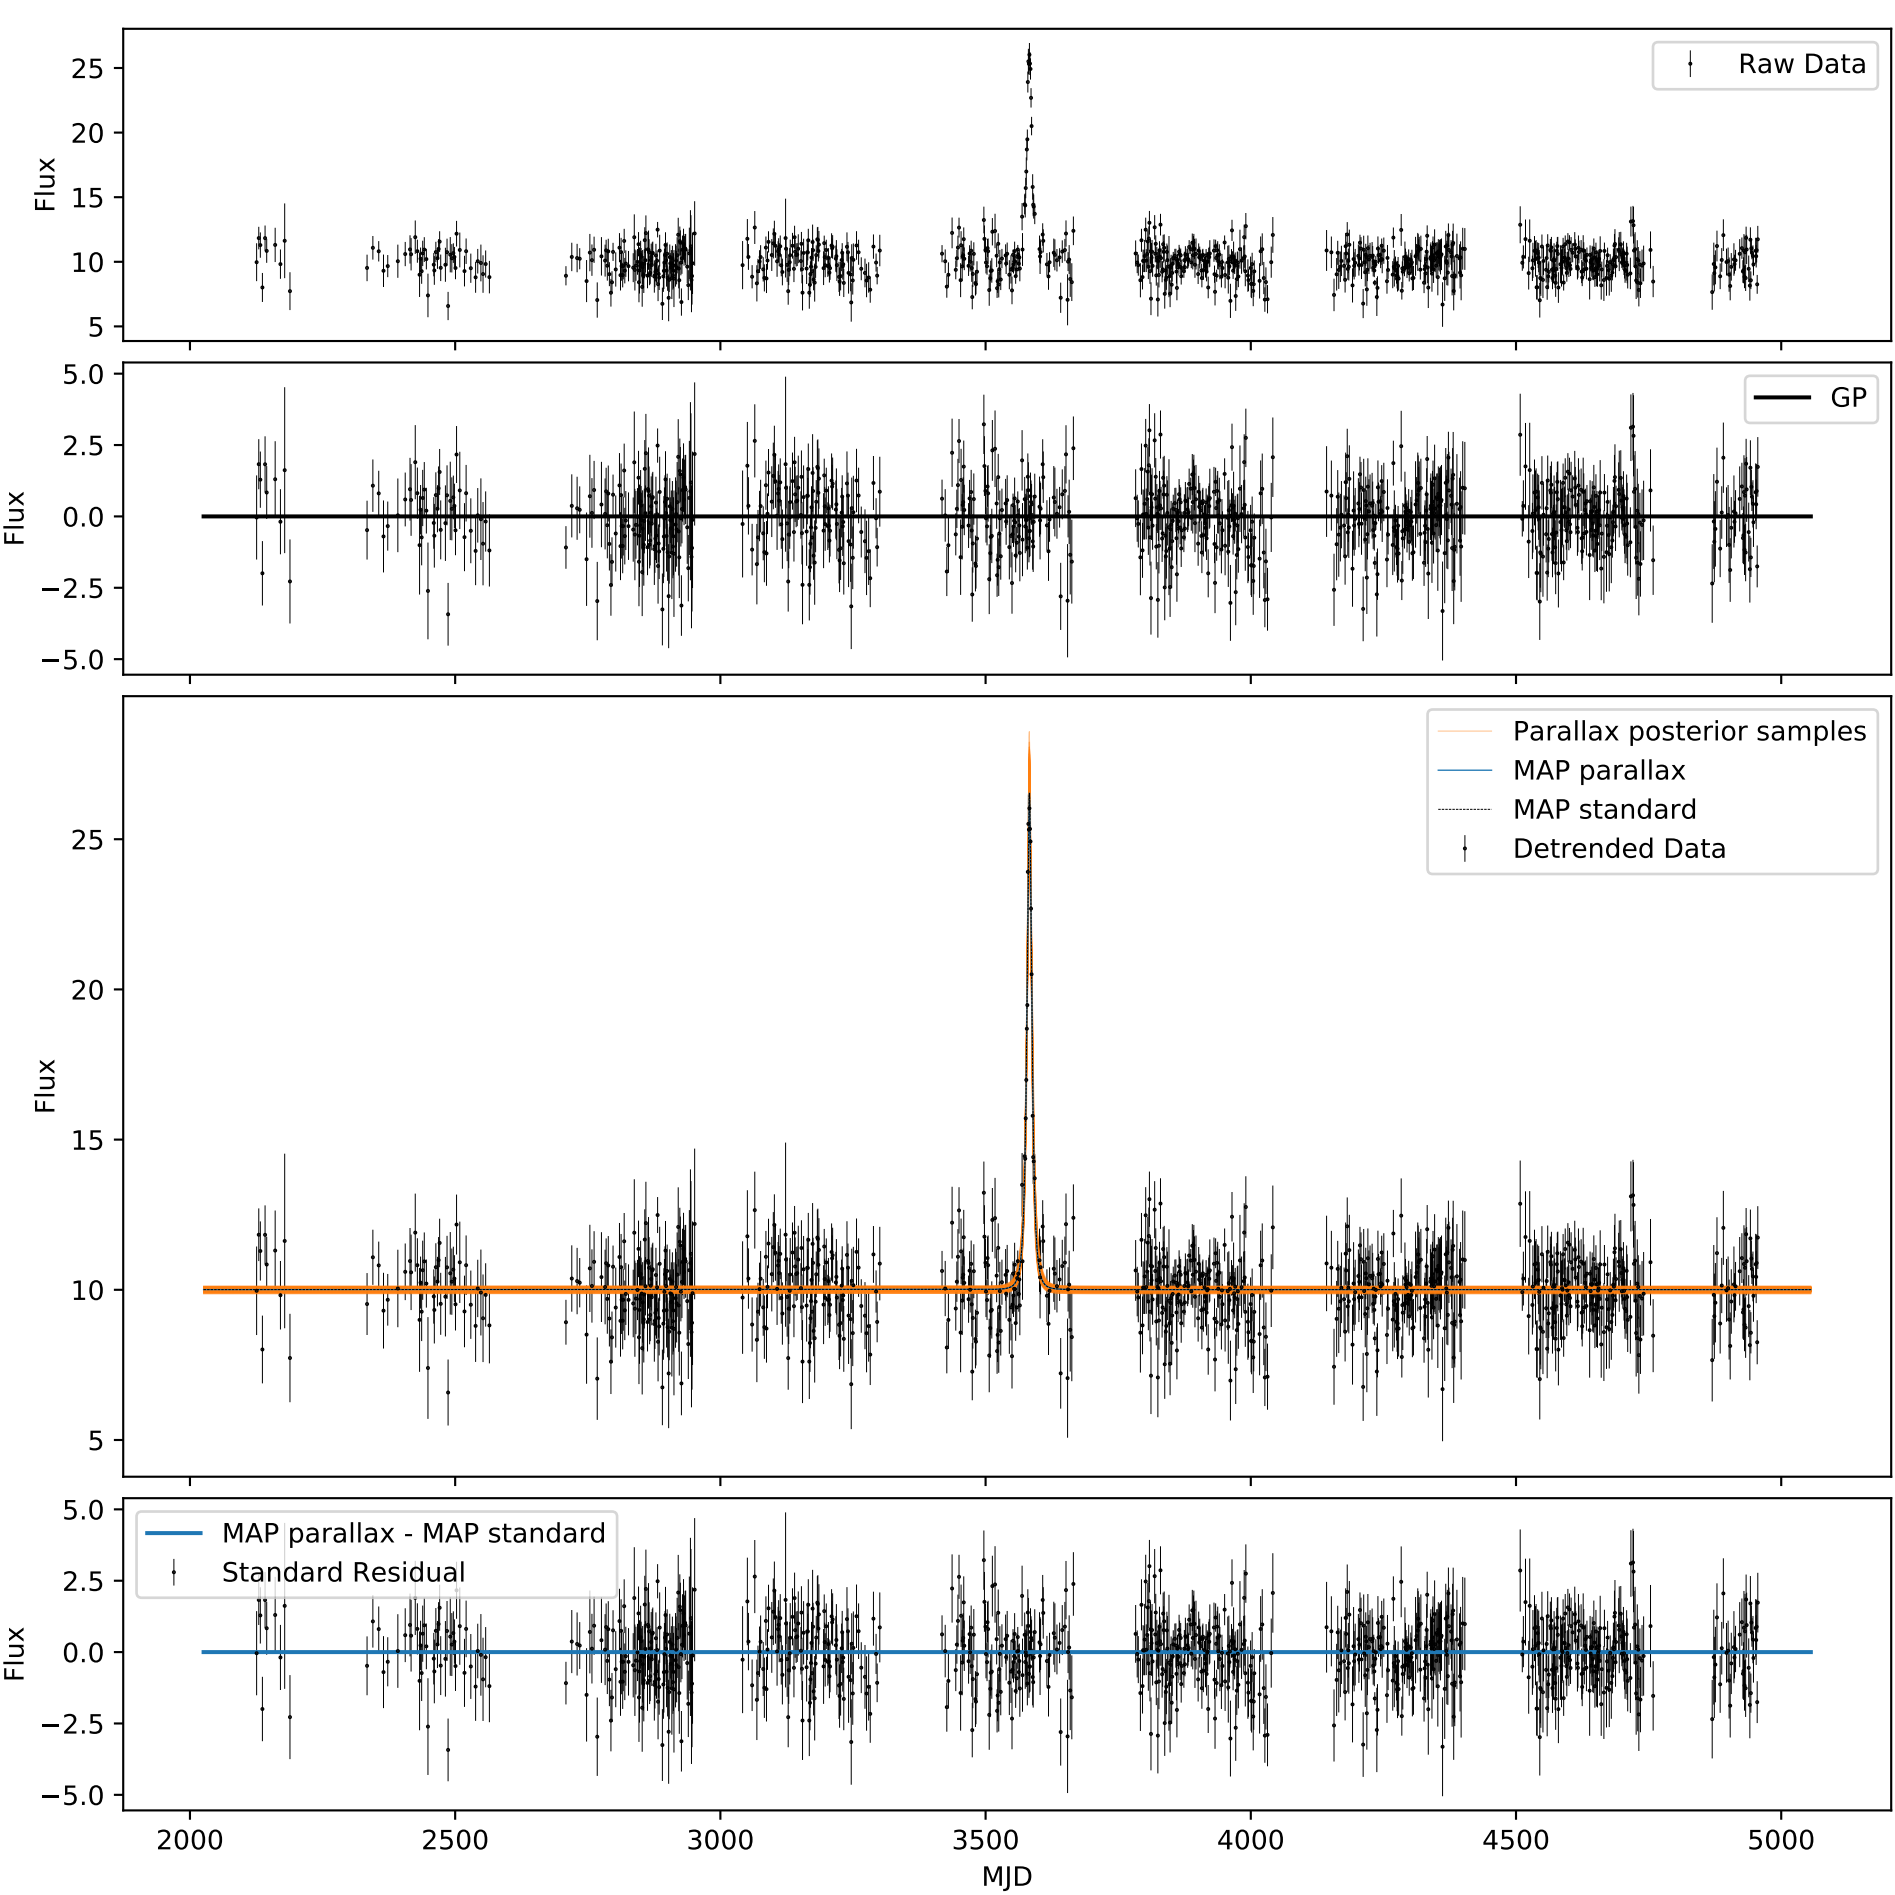 25
20
15
10
5
Flux
Raw Data
5.0
2.5
0.0
−2.5
−5.0
Flux
GP
25
20
15
10
5
Flux
Parallax posterior samples
MAP parallax
MAP standard
Detrended Data
5.0
2.5
0.0
−2.5
−5.0
Flux
MAP parallax - MAP standard
Standard Residual
2000 2500 3000 3500 4000 4500 5000
MJD